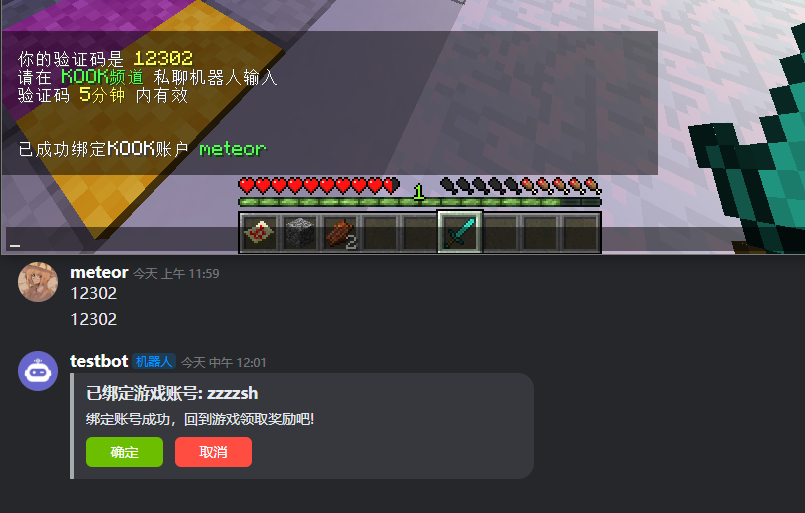 你的验证码是 12302
请在 KOOK频道 私聊机器人输入
验证码 5分钟 内有效
已成功绑定KOOK账户 meteor
1
2
_
meteor 今天 上午 11:59
12302
12302
testbot 机器人 今天 中午 12:01
已绑定游戏账号: zzzzsh
绑定账号成功，回到游戏领取奖励吧!
确定 取消